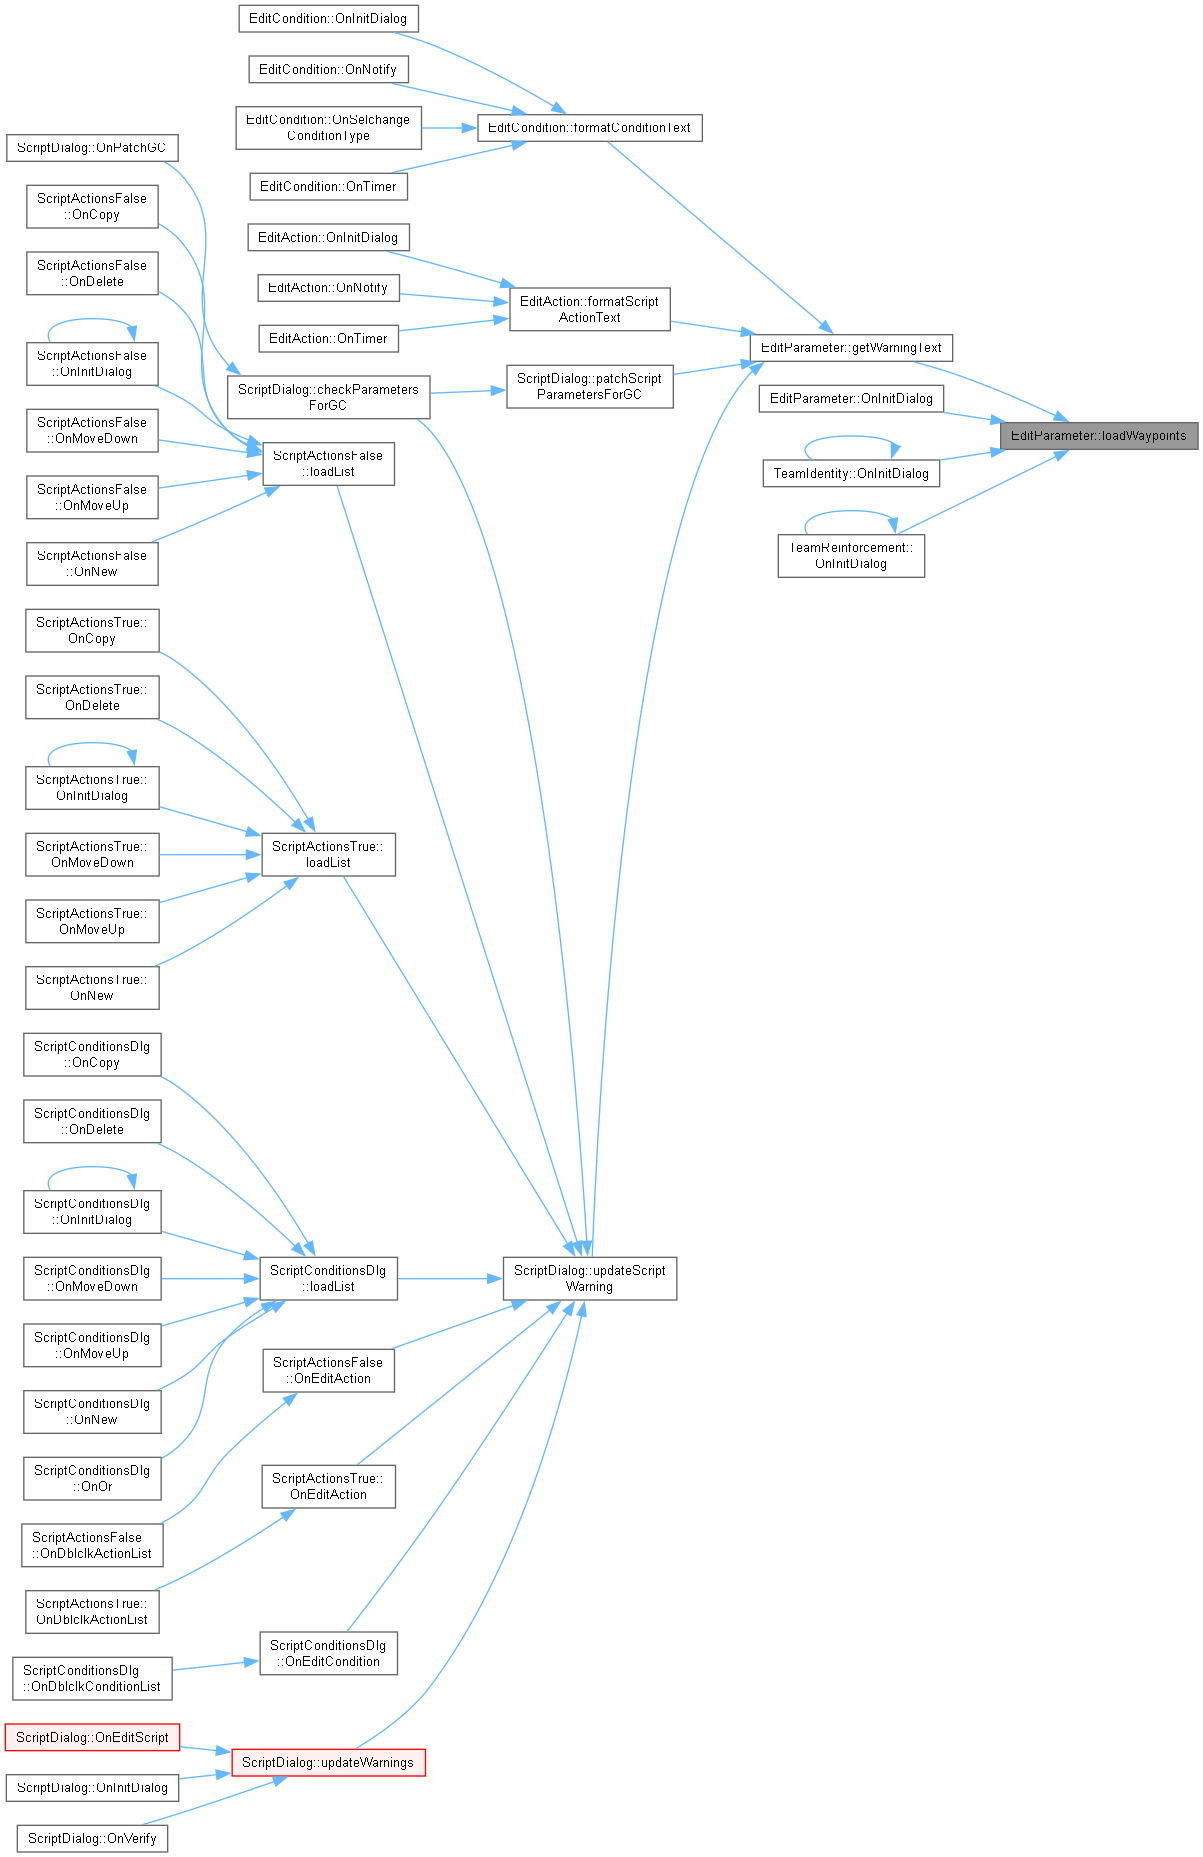 EditCondition::OnInitDialog
EditCondition::OnNotify
EditCondition::OnSelchange
ConditionType
EditCondition::OnTimer
EditCondition::formatConditionText
ScriptDialog::OnPatchGC
ScriptActionsFalse
::OnCopy
ScriptActionsFalse
::OnDelete
ScriptActionsFalse
::OnInitDialog
ScriptActionsFalse
::OnMoveDown
ScriptActionsFalse
::OnMoveUp
ScriptActionsFalse
::OnNew
EditAction::OnInitDialog
EditAction::OnNotify
EditAction::OnTimer
EditAction::formatScript
ActionText
ScriptDialog::checkParameters
ForGC
ScriptDialog::patchScript
ParametersForGC
ScriptActionsFalse
::loadList
EditParameter::getWarningText
EditParameter::OnInitDialog
EditParameter::loadWaypoints
TeamIdentity::OnInitDialog
TeamReinforcement::
OnInitDialog
ScriptActionsTrue::
OnCopy
ScriptActionsTrue::
OnDelete
ScriptActionsTrue::
OnInitDialog
ScriptActionsTrue::
OnMoveDown
ScriptActionsTrue::
OnMoveUp
ScriptActionsTrue::
OnNew
ScriptActionsTrue::
loadList
ScriptConditionsDlg
::OnCopy
ScriptConditionsDlg
::OnDelete
ScriptConditionsDlg
::OnInitDialog
ScriptConditionsDlg
::OnMoveDown
ScriptConditionsDlg
::OnMoveUp
ScriptConditionsDlg
::OnNew
ScriptConditionsDlg
::OnOr
ScriptConditionsDlg
::loadList
ScriptDialog::updateScript
Warning
ScriptActionsFalse
::OnEditAction
ScriptActionsTrue::
OnEditAction
ScriptActionsFalse
::OnDblclkActionList
ScriptActionsTrue::
OnDblclkActionList
ScriptConditionsDlg
::OnEditCondition
ScriptConditionsDlg
::OnDblclkConditionList
ScriptDialog::OnEditScript
ScriptDialog::updateWarnings
ScriptDialog::OnInitDialog
ScriptDialog::OnVerify